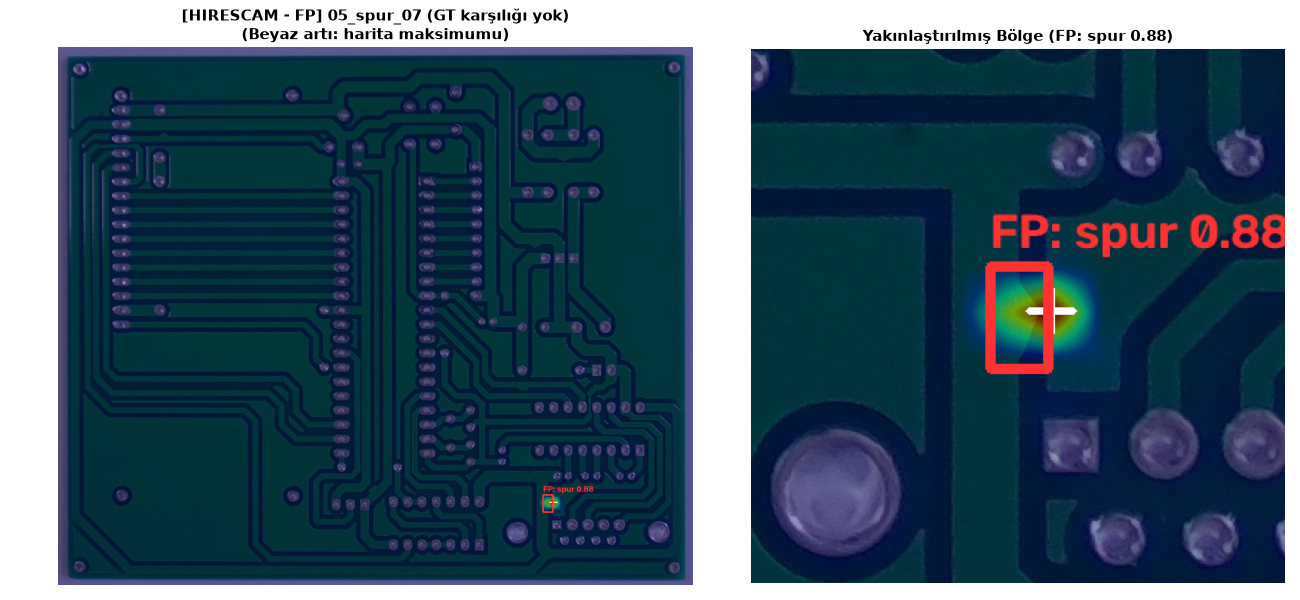 [HIRESCAM - FP] 05_spur_07 (GT karşılığı yok)
(Beyaz artı: harita maksimumu)
FP: spur 0.88
Yakınlaştırılmış Bölge (FP: spur 0.88)
FP: spur 0.88